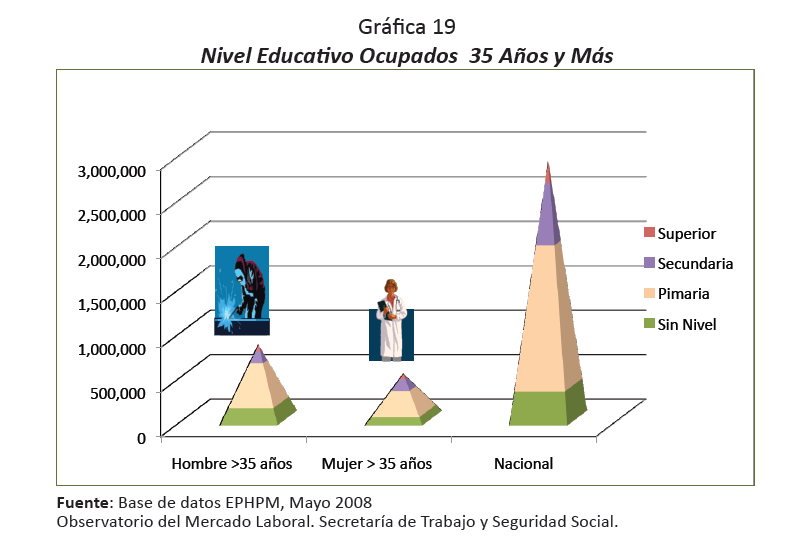 Gráfica 19
Nivel Educativo Ocupados 35 Años y Más
3,000,000
2,500,000
2,000,000
1,500,000
1,000,000
500,000
0
Superior
Secundaria
Pimaria
Sin Nivel
Hombre >35 años
Mujer > 35 años
Nacional
Fuente: Base de datos EPHPM, Mayo 2008
Observatorio del Mercado Laboral. Secretaría de Trabajo y Seguridad Social.